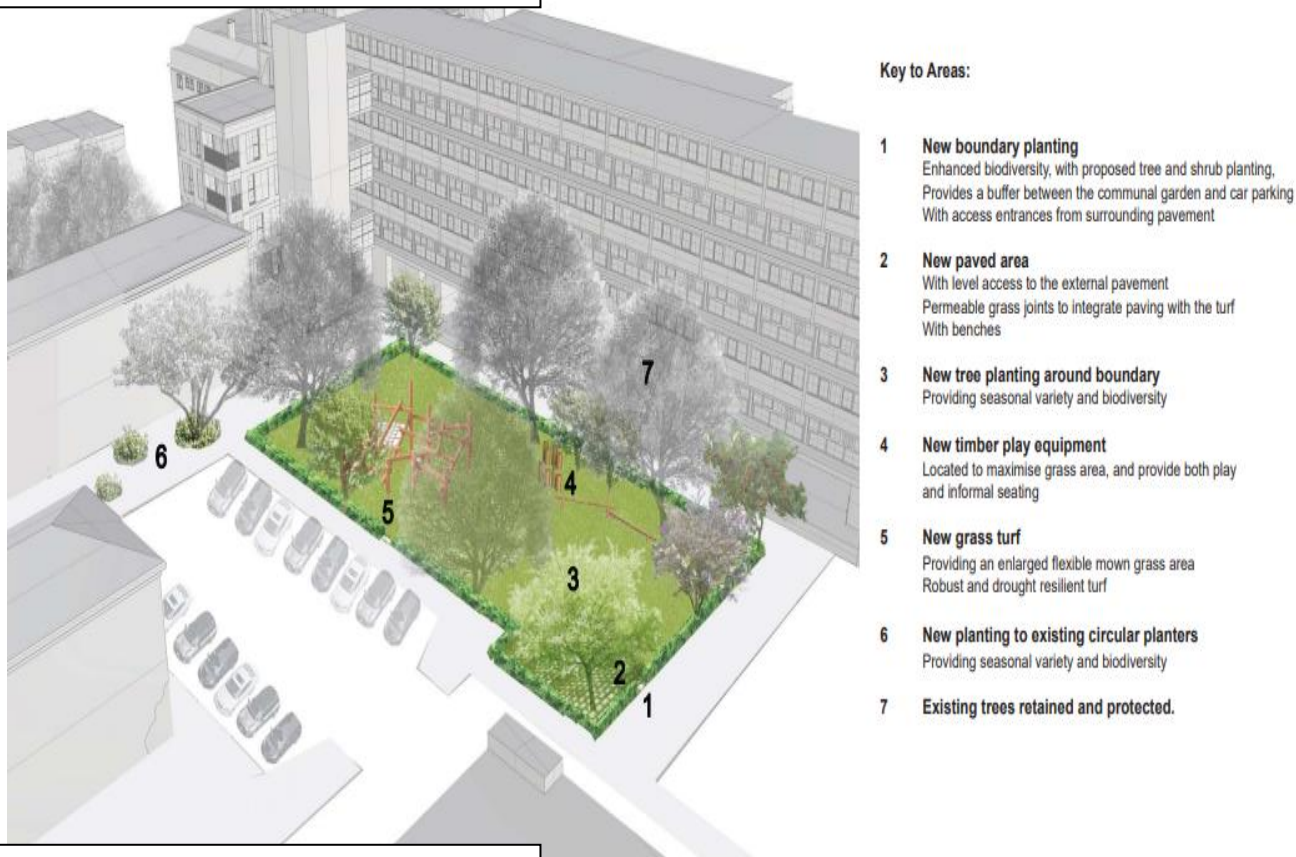 Key to Areas:
1 New boundary planting
Enhanced biodiversity, with proposed tree and shrub planting,
Provides a buffer between the communal garden and car parking
With access entrances from surrounding pavement
2 New paved area
With level access to the external pavement
Permeable grass joints to integrate paving with the turf
With benches
3 New tree planting around boundary
Providing seasonal variety and biodiversity
4 New timber play equipment
Located to maximise grass area, and provide both play
and informal seating
5 New grass turf
Providing an enlarged flexible mown grass area
Robust and drought resilient turf
6 New planting to existing circular planters
Providing seasonal variety and biodiversity
7 Existing trees retained and protected.
7
6
4
5
3
2
1